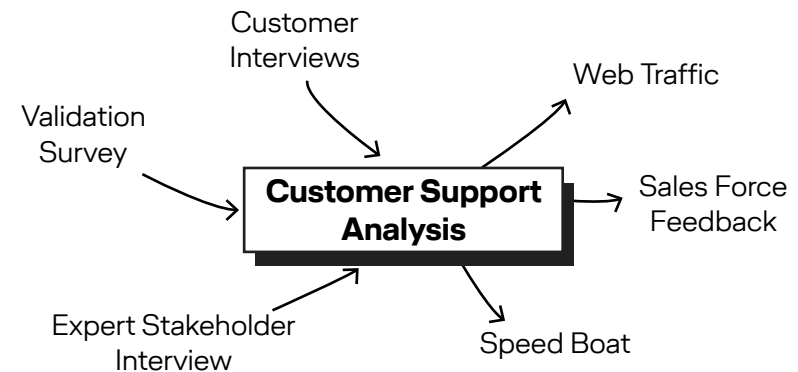 Customer
Interviews
Web Traffic
Validation
Survey
Customer Support
Analysis
Sales Force
Feedback
Expert Stakeholder
Interview
Speed Boat